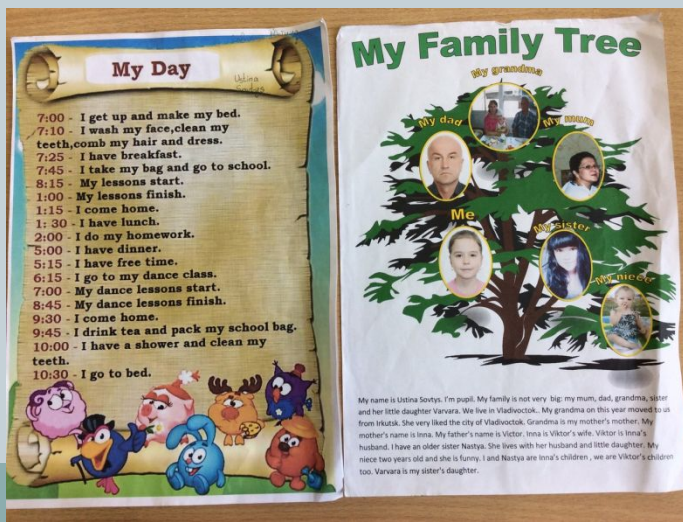 My Day
Ustina
Sovtys
7:00 - I get up and make my bed.
7:10 - I wash my face,clean my
teeth,comb my hair and dress.
7:25 - I have breakfast.
7:45 - I take my bag and go to school.
8:15 - My lessons start.
1:00 - My lessons finish.
1:15 - I come home.
1: 30 - I have lunch.
2:00 - I do my homework.
5:00 - I have dinner.
5:15 - I have free time.
6:15 - I go to my dance class.
7:00 - My dance lessons start.
8:45 - My dance lessons finish.
9:30 - I come home.
9:45 - I drink tea and pack my school bag.
10:00 - I have a shower and clean my
teeth.
10:30 - I go to bed.
My Family Tree
My grandma
My dad
My mum
Me
My sister
My niece
My name is Ustina Sovtys. I'm pupil. My family is not very big: my mum, dad, grandma, sister
and her little daughter Varvara. We live in Vladivoctok.. My grandma on this year moved to us
from Irkutsk. She very liked the city of Vladivoctok. Grandma is my mother's mother. My
mother's name is Inna. My father's name is Victor. Inna is Viktor's wife. Viktor is Inna's
husband. I have an older sister Nastya. She lives with her husband and little daughter. My
niece two years old and she is funny. I and Nastya are Inna's children , we are Viktor's children
too. Varvara is my sister's daughter.